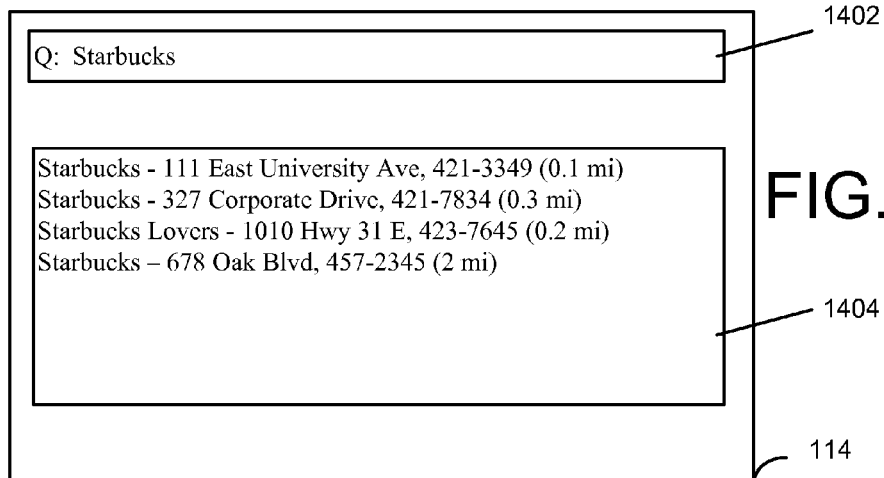 1402
Q: Starbucks
Starbucks - 111 East University Ave, 421-3349 (0.1 mi)
Starbucks - 327 Corporate Drive, 421-7834 (0.3 mi)
Starbucks Lovers - 1010 Hwy 31 E, 423-7645 (0.2 mi)
Starbucks – 678 Oak Blvd, 457-2345 (2 mi)
FIG.
1404
114